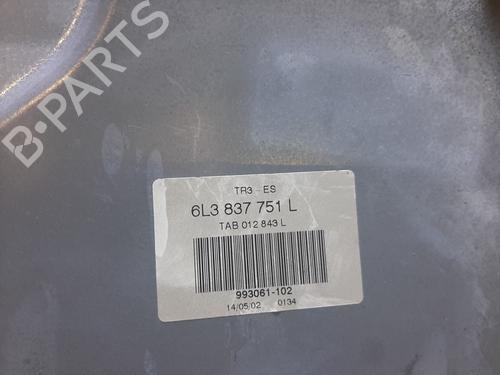 B-PARTS
TR3 - ES
6L3 837 751 L
TAB 012 843 L
993061-102
14/05/02 0134